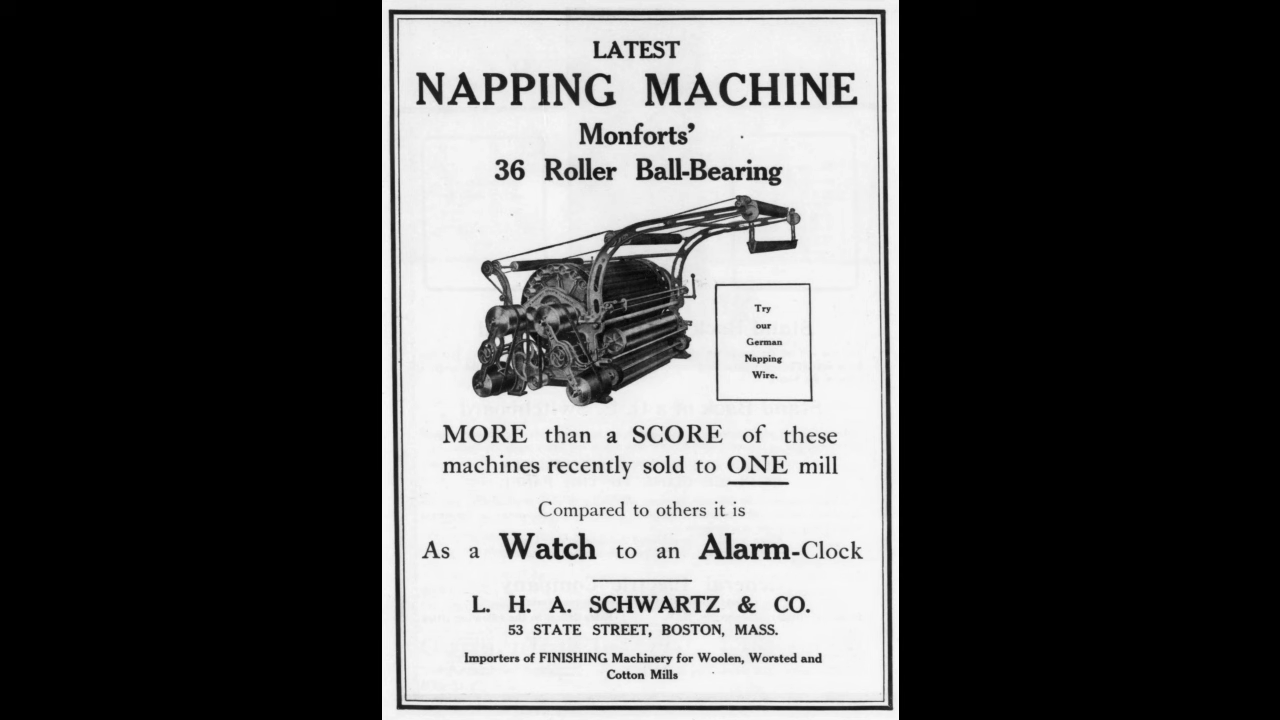 LATEST
NAPPING MACHINE
Monforts'
36 Roller Ball-Bearing
Try
our
German
Napping
Wire.
MORE than a SCORE of these
machines recently sold to ONE mill
Compared to others it is
As a Watch to an Alarm-Clock
L. H. A. SCHWARTZ & CO.
53 STATE STREET, BOSTON, MASS.
Importers of FINISHING Machinery for Woolen, Worsted and
Cotton Mills